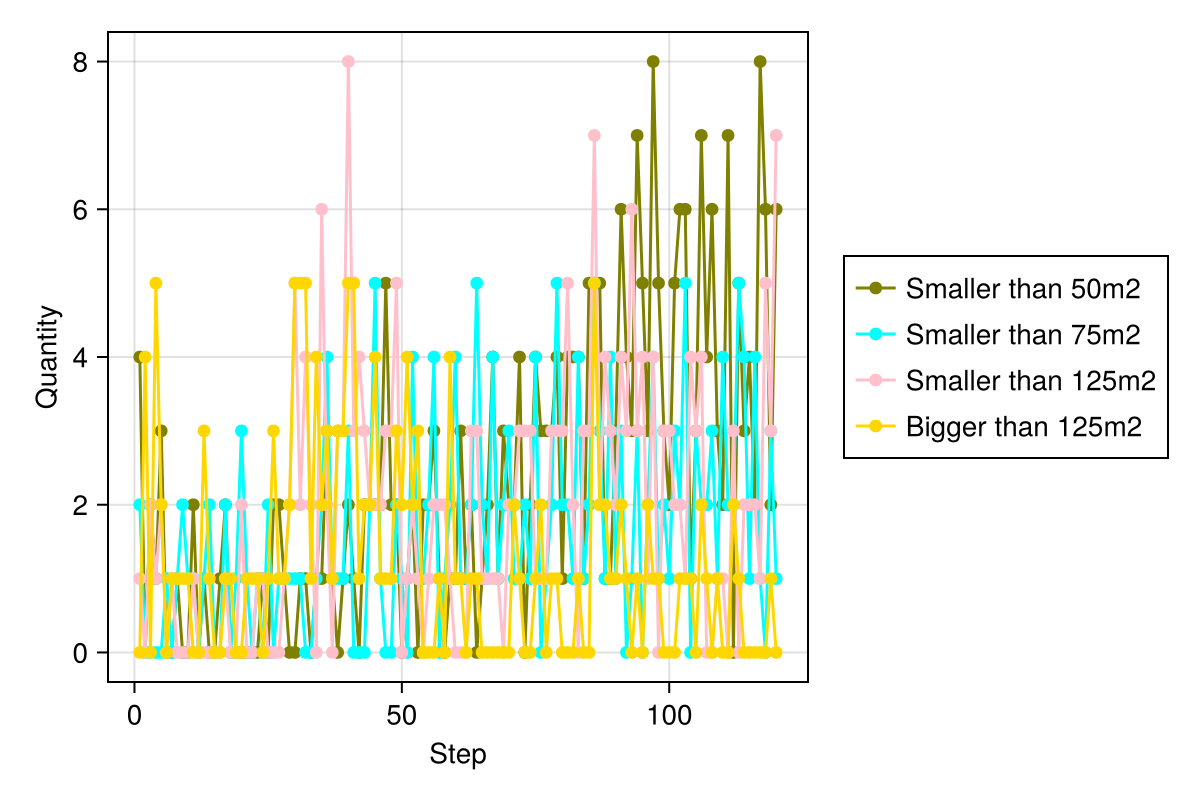 8
6
4
2
0
Quantity
0 50 100
Step
Smaller than 50m2
Smaller than 75m2
Smaller than 125m2
Bigger than 125m2